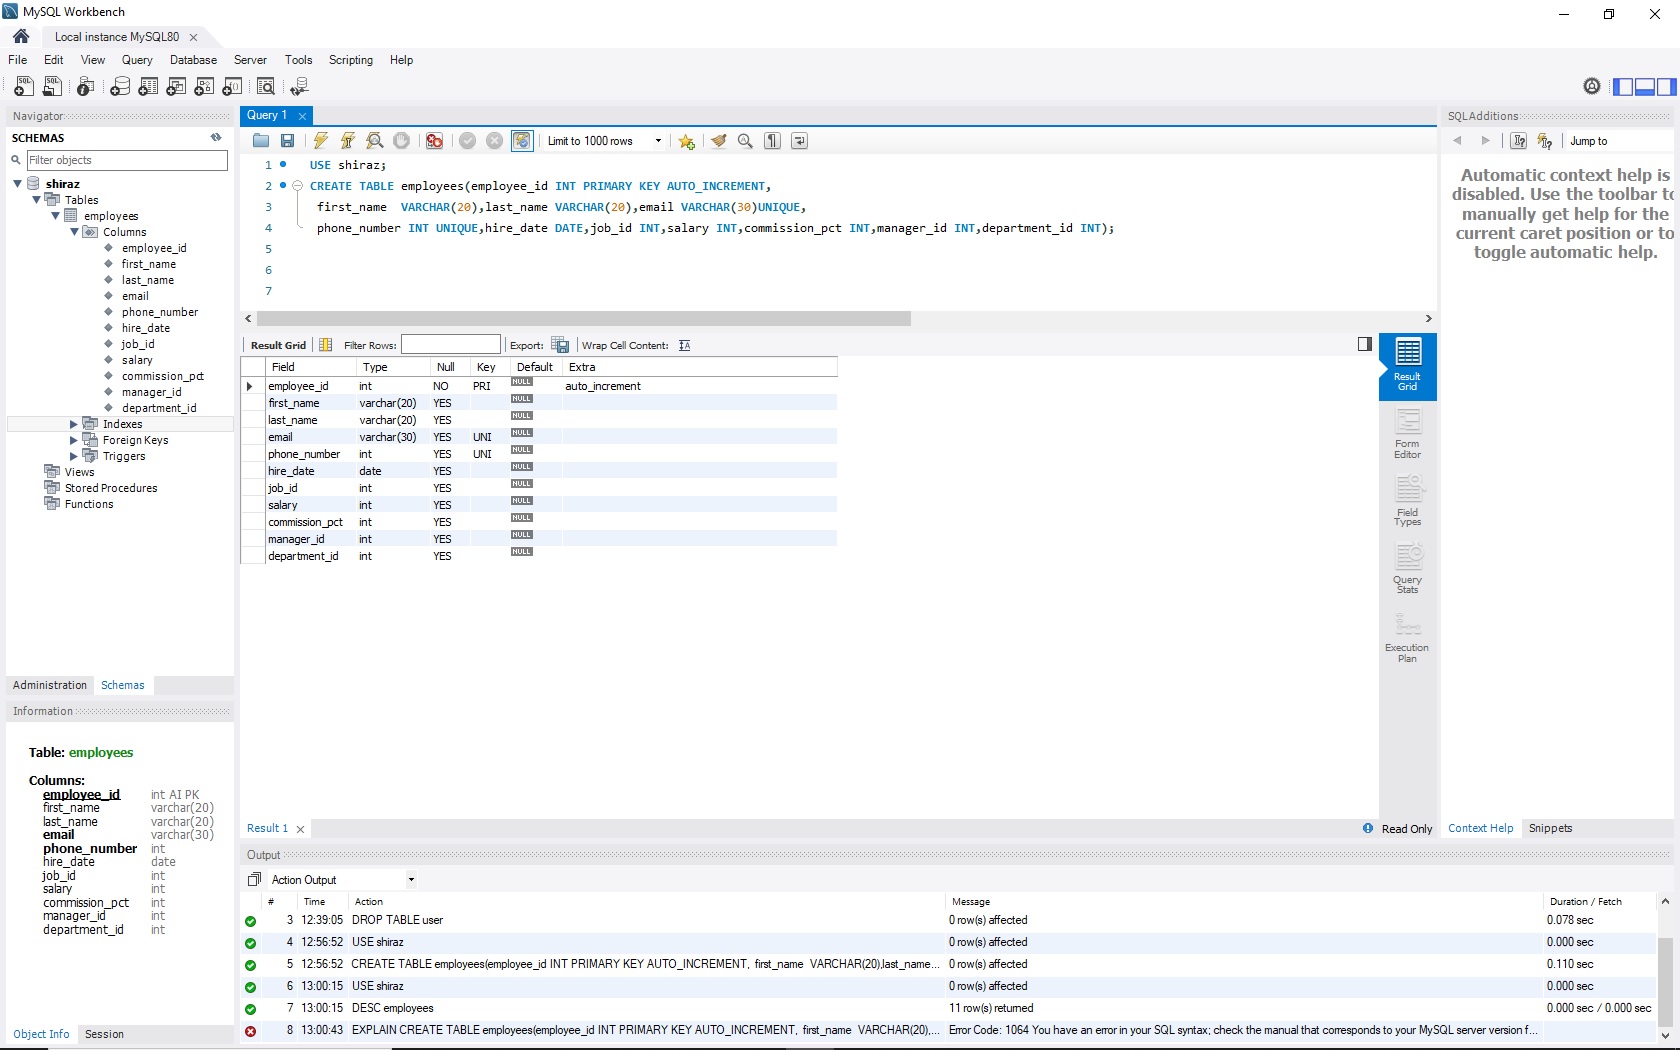 MySQL Workbench
Local instance MySQL80
File Edit View Query Database Server Tools Scripting Help
Navigator
SCHEMAS
Filter objects
shiraz
Tables
employees
Columns
employee_id
first_name
last_name
email
phone_number
hire_date
job_id
salary
commission_pct
manager_id
department_id
Indexes
Foreign Keys
Triggers
Views
Stored Procedures
Functions
Administration Schemas
Information
Table: employees
Columns:
employee_id int AI PK
first_name varchar(20)
last_name varchar(20)
email varchar(30)
phone_number int
hire_date date
job_id int
salary int
commission_pct int
manager_id int
department_id int
Object Info Session
Query 1
Limit to 1000 rows
1 USE shiraz;
2 CREATE TABLE employees(employee_id INT PRIMARY KEY AUTO_INCREMENT,
3 first_name  VARCHAR(20),last_name VARCHAR(20),email VARCHAR(30)UNIQUE,
4 phone_number INT UNIQUE,hire_date DATE,job_id INT,salary INT,commission_pct INT,manager_id INT,department_id INT);
5
6
7
Result Grid Filter Rows: Export: Wrap Cell Content:
Field Type Null Key Default Extra
employee_id int NO PRI NULL auto_increment
first_name varchar(20) YES NULL
last_name varchar(20) YES NULL
email varchar(30) YES UNI NULL
phone_number int YES UNI NULL
hire_date date YES NULL
job_id int YES NULL
salary int YES NULL
commission_pct int YES NULL
manager_id int YES NULL
department_id int YES NULL
Result
Grid
Form
Editor
Field
Types
Query
Stats
Execution
Plan
Result 1
Read Only
SQLAdditions
Jump to
Automatic context help is
disabled. Use the toolbar to
manually get help for the
current caret position or to
toggle automatic help.
Context Help Snippets
Output
Action Output
# Time Action Message Duration / Fetch
3 12:39:05 DROP TABLE user 0 row(s) affected 0.078 sec
4 12:56:52 USE shiraz 0 row(s) affected 0.000 sec
5 12:56:52 CREATE TABLE employees(employee_id INT PRIMARY KEY AUTO_INCREMENT,  first_name  VARCHAR(20),last_name... 0 row(s) affected 0.110 sec
6 13:00:15 USE shiraz 0 row(s) affected 0.000 sec
7 13:00:15 DESC employees 11 row(s) returned 0.000 sec / 0.000 sec
8 13:00:43 EXPLAIN CREATE TABLE employees(employee_id INT PRIMARY KEY AUTO_INCREMENT,  first_name  VARCHAR(20),... Error Code: 1064 You have an error in your SQL syntax; check the manual that corresponds to your MySQL server version f...